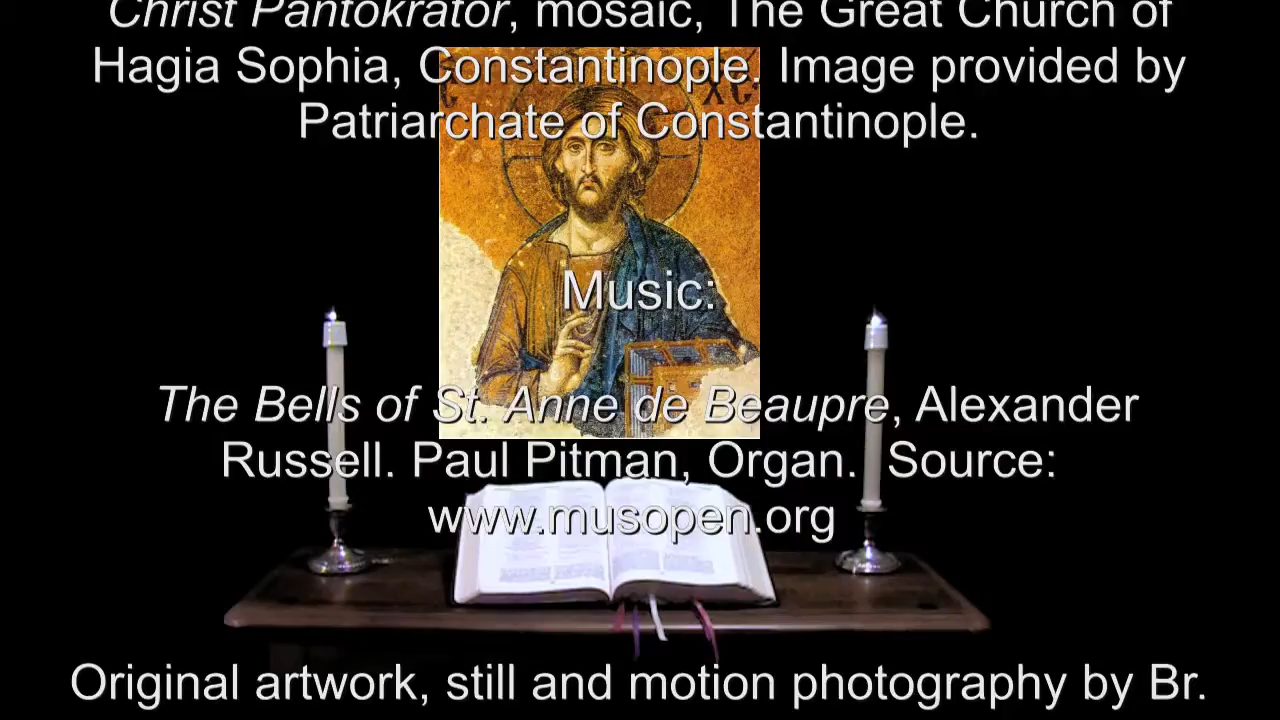 Christ Pantokrator, mosaic, The Great Church of
Hagia Sophia, Constantinople. Image provided by
Patriarchate of Constantinople.
Music:
The Bells of St. Anne de Beaupre, Alexander
Russell. Paul Pitman, Organ.  Source:
www.musopen.org
Original artwork, still and motion photography by Br.